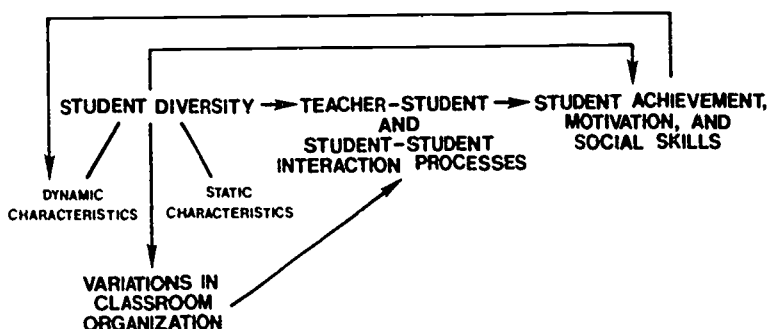 STUDENT DIVERSITY
TEACHER-STUDENT
AND
STUDENT-STUDENT
INTERACTION PROCESSES
STUDENT ACHIEVEMENT,
MOTIVATION, AND
SOCIAL SKILLS
DYNAMIC
CHARACTERISTICS
STATIC
CHARACTERISTICS
VARIATIONS IN
CLASSROOM
ORGANIZATION